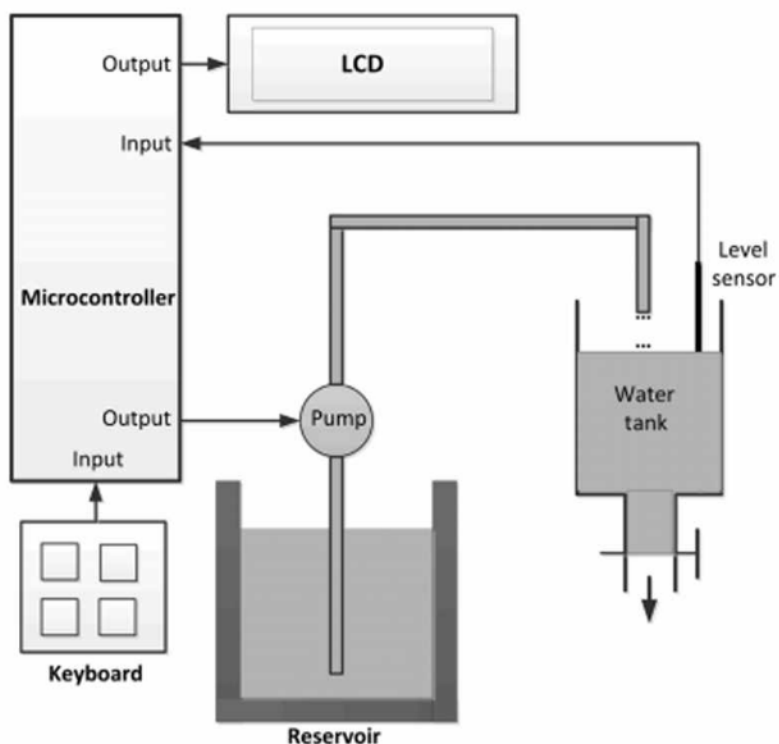 Output
LCD
Input
Level
sensor
Microcontroller
Water
tank
Output
Pump
Input
Keyboard
Reservoir